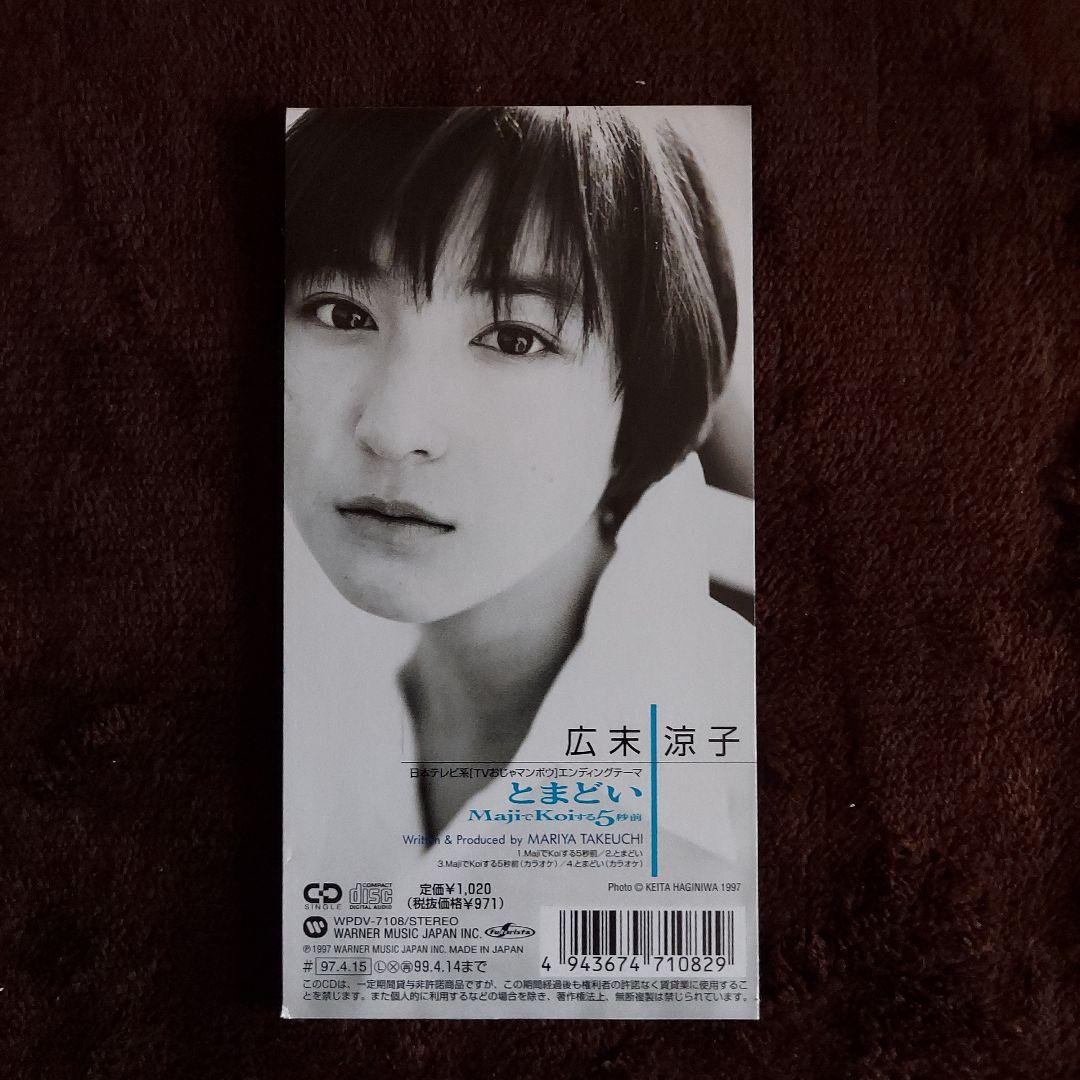 広末涼子
日本テレビ系[TVおじゃマンボウ]エンディングテーマ
とまどい
MajiでKoiする5秒前
Written & Produced by MARIYA TAKEUCHI
1.MajiでKoiする5秒前／2.とまどい
3.MajiでKoiする5秒前(カラオケ)／4.とまどい(カラオケ)
Photo © KEITA HAGINIWA 1997
CD SINGLE
COMPACT disc DIGITAL AUDIO
定価¥1,020
(税抜価格¥971)
WPDV-7108/STEREO
WARNER MUSIC JAPAN INC.
futurista
℗1997 WARNER MUSIC JAPAN INC. MADE IN JAPAN
# 97.4.15 Ⓛ Ⓧ ㊢99.4.14まで
4 943674 710829
このCDは、一定期間貸与非許諾商品ですが、この期間経過後も権利者の許諾なく賃貸業に使用するこ
とを禁じます。また個人的に利用するなどの場合を除き、著作権法上、無断複製は禁じられています。